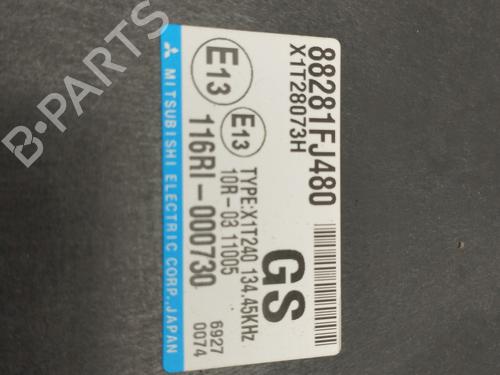 88281FJ480
X1T28073H
GS
E13
E13
TYPE:X1T240 134.45KHz
10R-03 11005
116RI-000730
6927
0074
MITSUBISHI ELECTRIC CORP.,JAPAN
B-PARTS